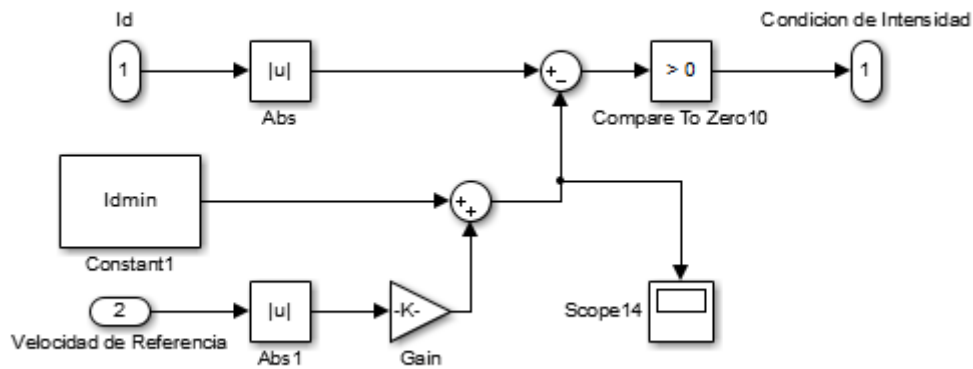 Id
Condicion de Intensidad
1
|u|
+
−
> 0
1
Abs
Compare To Zero10
Idmin
+
+
Constant1
2
|u|
-K-
Scope14
Velocidad de Referencia
Abs1
Gain